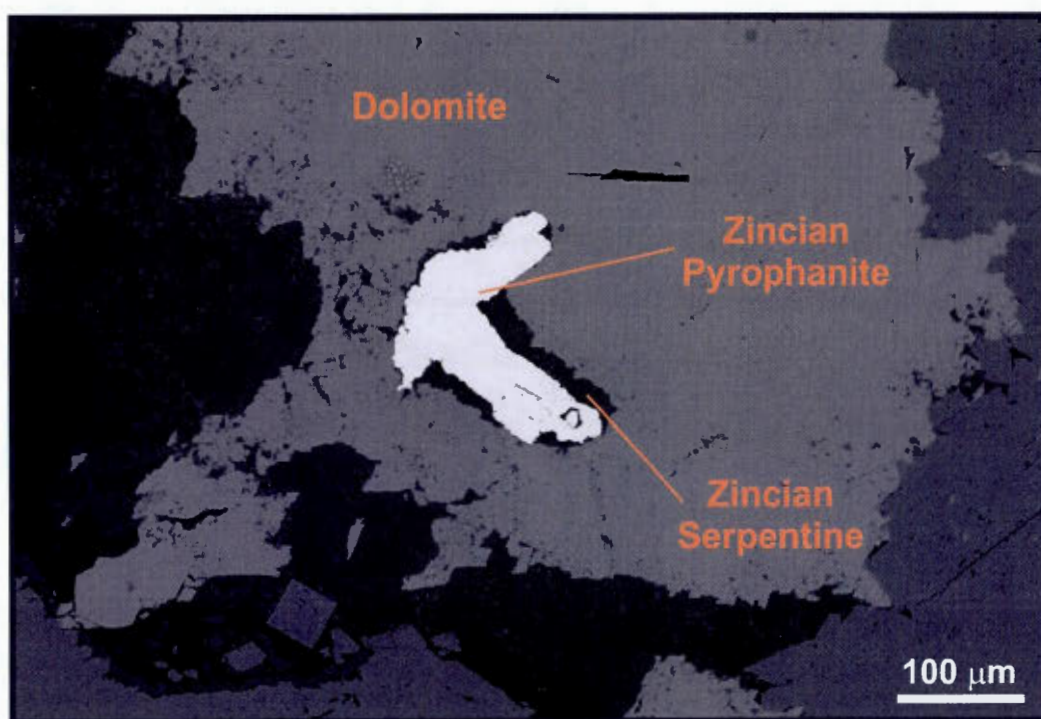 Dolomite
Zincian
Pyrophanite
Zincian
Serpentine
100 μm